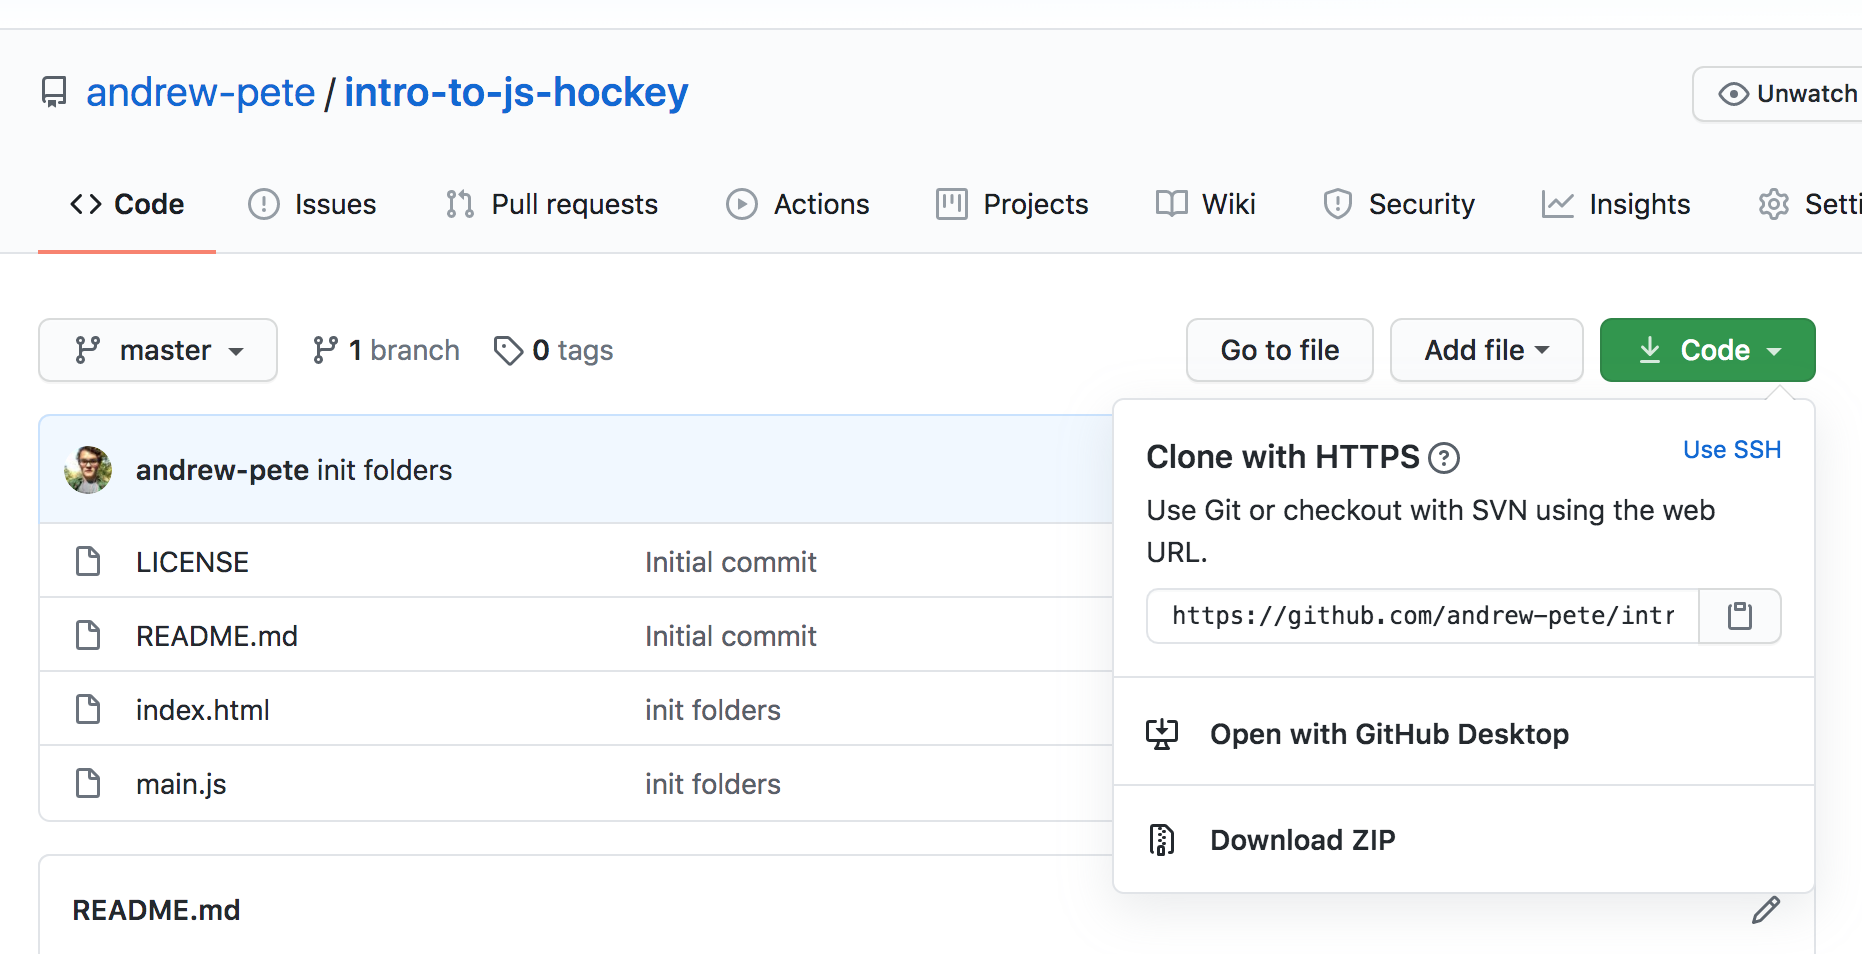 andrew-pete / intro-to-js-hockey
Unwatch
Code Issues Pull requests Actions Projects Wiki Security Insights Setti
master 1 branch 0 tags Go to file Add file Code
andrew-pete init folders
LICENSE Initial commit
README.md Initial commit
index.html init folders
main.js init folders
README.md
Clone with HTTPS ? Use SSH
Use Git or checkout with SVN using the web
URL.
https://github.com/andrew-pete/intr
Open with GitHub Desktop
Download ZIP